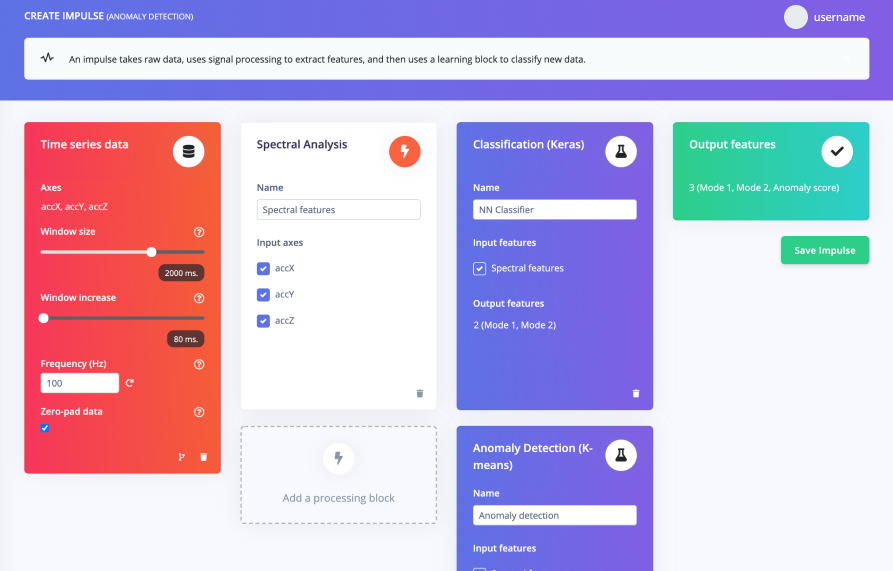 CREATE IMPULSE (ANOMALY DETECTION)
username
An impulse takes raw data, uses signal processing to extract features, and then uses a learning block to classify new data.
Time series data
Axes
accX, accY, accZ
Window size
2000 ms.
Window increase
80 ms.
Frequency (Hz)
100
Zero-pad data
Spectral Analysis
Name
Spectral features
Input axes
accX
accY
accZ
Add a processing block
Classification (Keras)
Name
NN Classifier
Input features
Spectral features
Output features
2 (Mode 1, Mode 2)
Anomaly Detection (K-
means)
Name
Anomaly detection
Input features
Output features
3 (Mode 1, Mode 2, Anomaly score)
Save Impulse